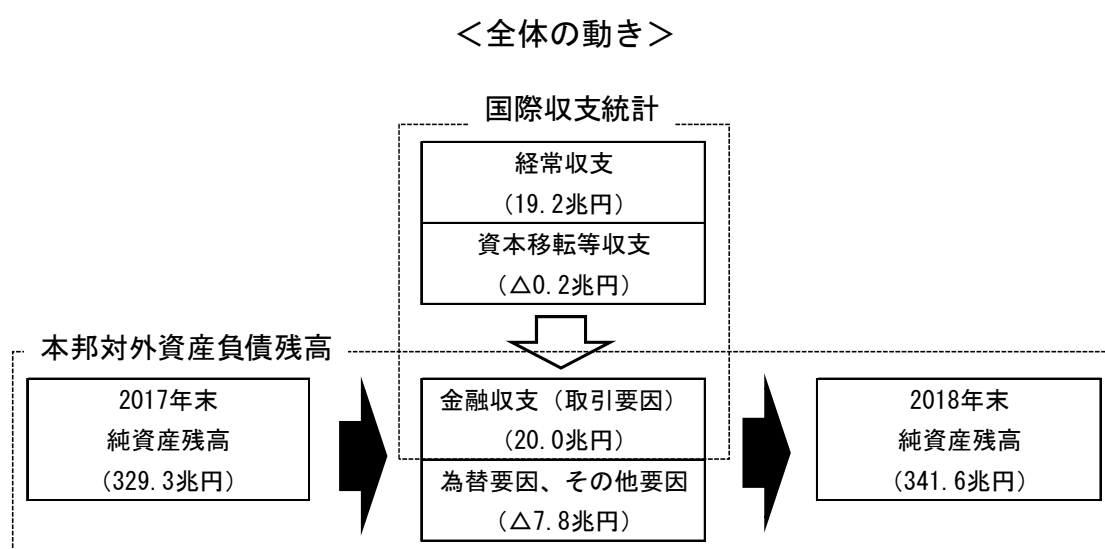 ＜全体の動き＞
国際収支統計
経常収支
（19.2兆円）
資本移転等収支
（△0.2兆円）
本邦対外資産負債残高
2017年末
純資産残高
（329.3兆円）
金融収支（取引要因）
（20.0兆円）
為替要因、その他要因
（△7.8兆円）
2018年末
純資産残高
（341.6兆円）